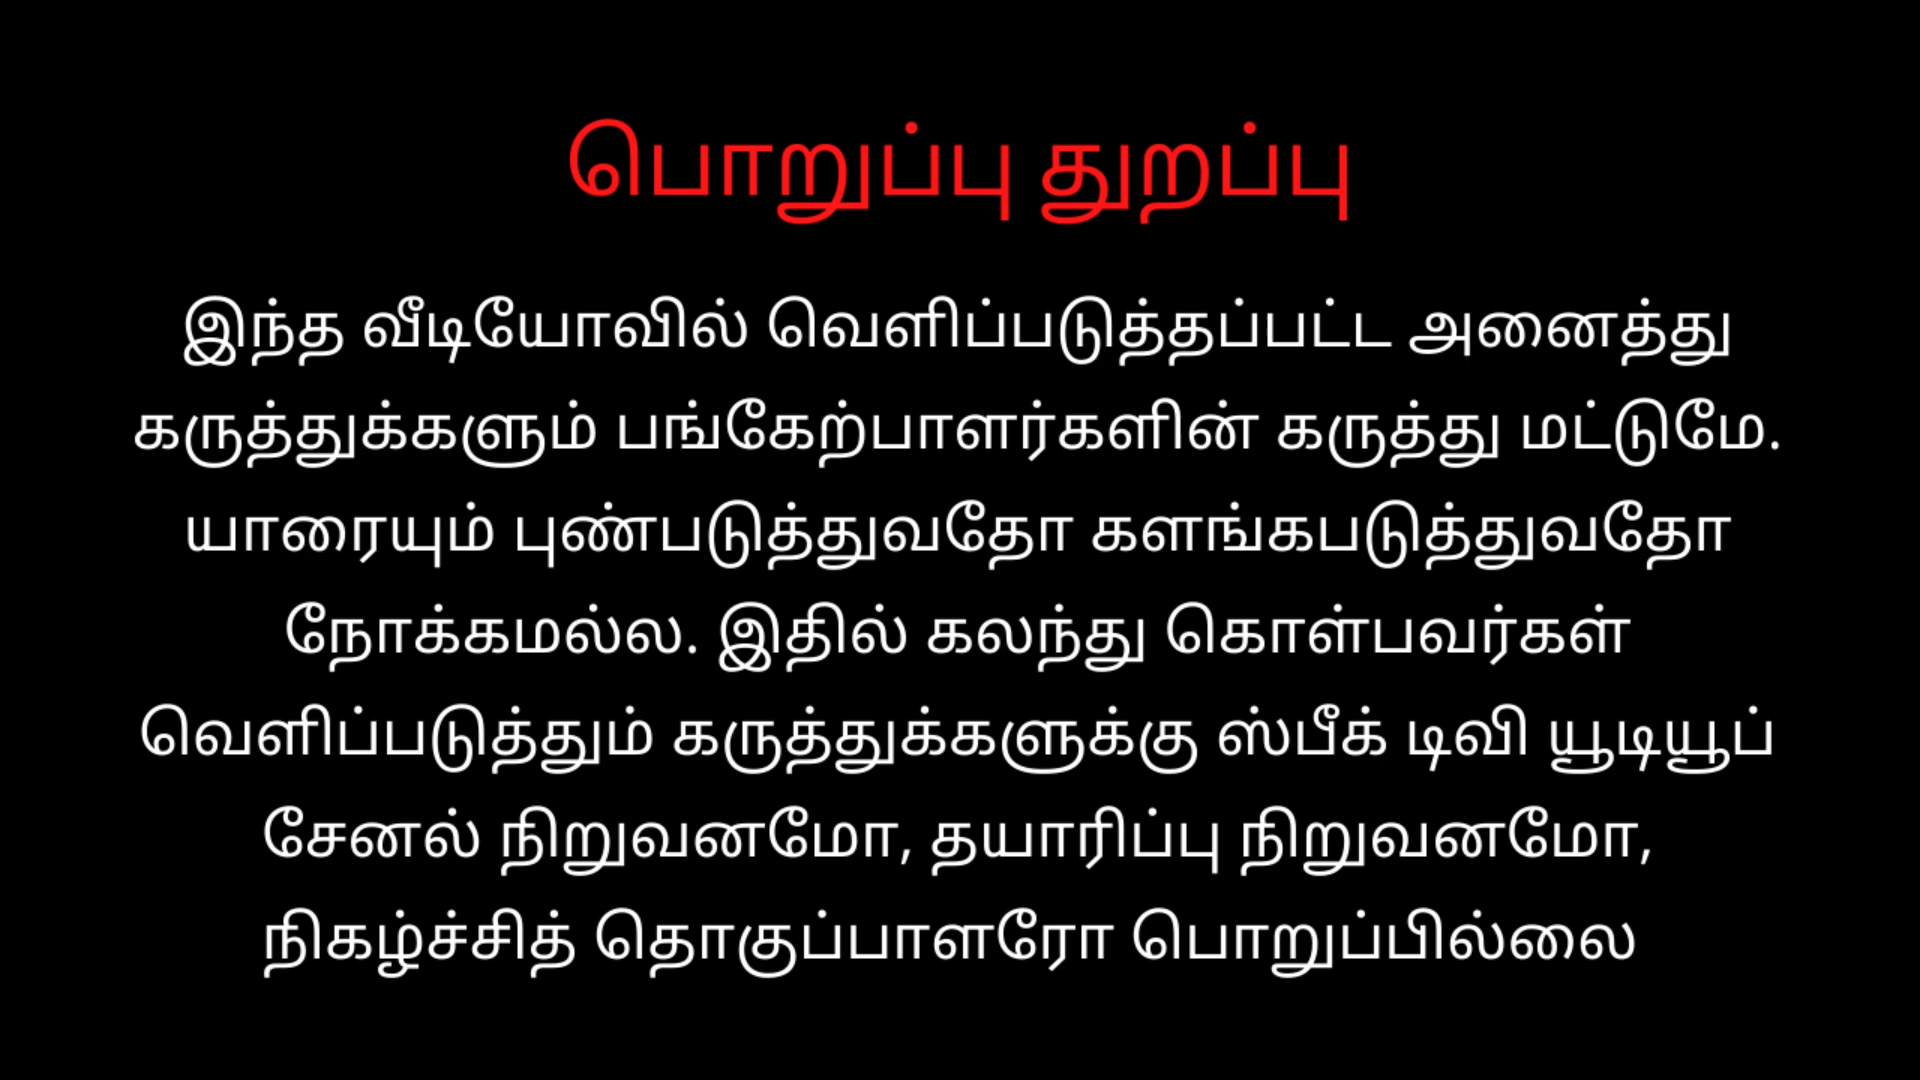 பொறுப்பு துறப்பு
இந்த வீடியோவில் வெளிப்படுத்தப்பட்ட அனைத்து
கருத்துக்களும் பங்கேற்பாளர்களின் கருத்து மட்டுமே.
யாரையும் புண்படுத்துவதோ களங்கபடுத்துவதோ
நோக்கமல்ல. இதில் கலந்து கொள்பவர்கள்
வெளிப்படுத்தும் கருத்துக்களுக்கு ஸ்பீக் டிவி யூடியூப்
சேனல் நிறுவனமோ, தயாரிப்பு நிறுவனமோ,
நிகழ்ச்சித் தொகுப்பாளரோ பொறுப்பில்லை